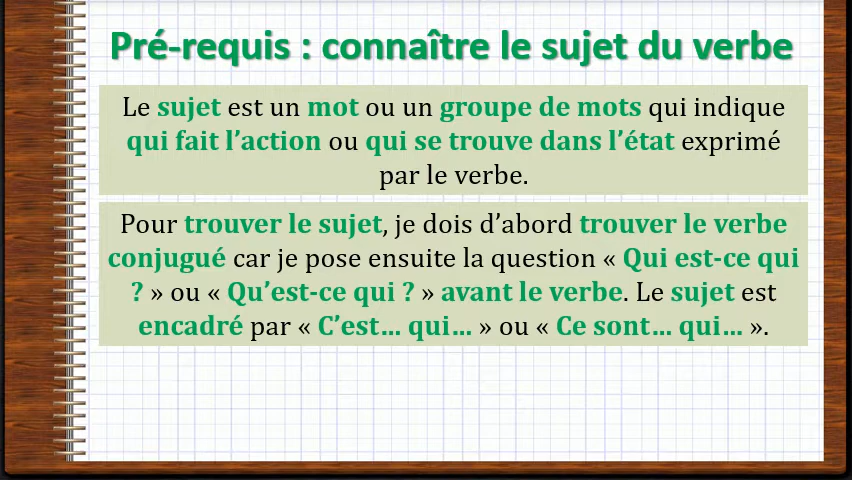 Pré-requis : connaître le sujet du verbe
Le sujet est un mot ou un groupe de mots qui indique
qui fait l’action ou qui se trouve dans l’état exprimé
par le verbe.
Pour trouver le sujet, je dois d’abord trouver le verbe
conjugué car je pose ensuite la question « Qui est-ce qui
? » ou « Qu’est-ce qui ? » avant le verbe. Le sujet est
encadré par « C’est… qui… » ou « Ce sont… qui… ».